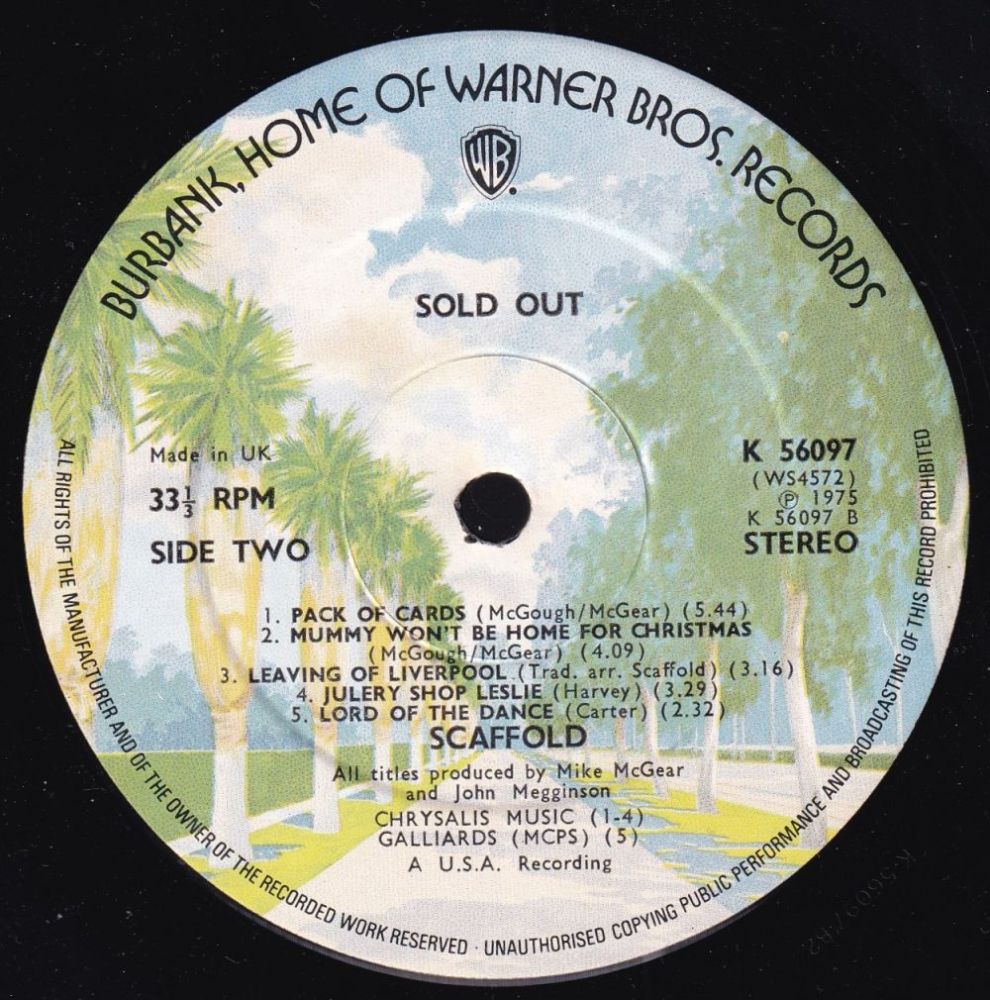 BURBANK, HOME OF WARNER BROS. RECORDS
WB
SOLD OUT
Made in UK
33⅓ RPM
SIDE TWO
K 56097
(WS4572)
Ⓟ 1975
K 56097 B
STEREO
1. PACK OF CARDS (McGough/McGear) (5.44)
2. MUMMY WON'T BE HOME FOR CHRISTMAS
(McGough/McGear) (4.09)
3. LEAVING OF LIVERPOOL (Trad. arr. Scaffold) (3.16)
4. JULERY SHOP LESLIE (Harvey) (3.29)
5. LORD OF THE DANCE (Carter) (2.32)
SCAFFOLD
All titles produced by Mike McGear
and John Megginson
CHRYSALIS MUSIC (1-4)
GALLIARDS (MCPS) (5)
A U.S.A. Recording
ALL RIGHTS OF THE MANUFACTURER AND OF THE OWNER OF THE RECORDED WORK RESERVED · UNAUTHORISED COPYING PUBLIC PERFORMANCE AND BROADCASTING OF THIS RECORD PROHIBITED